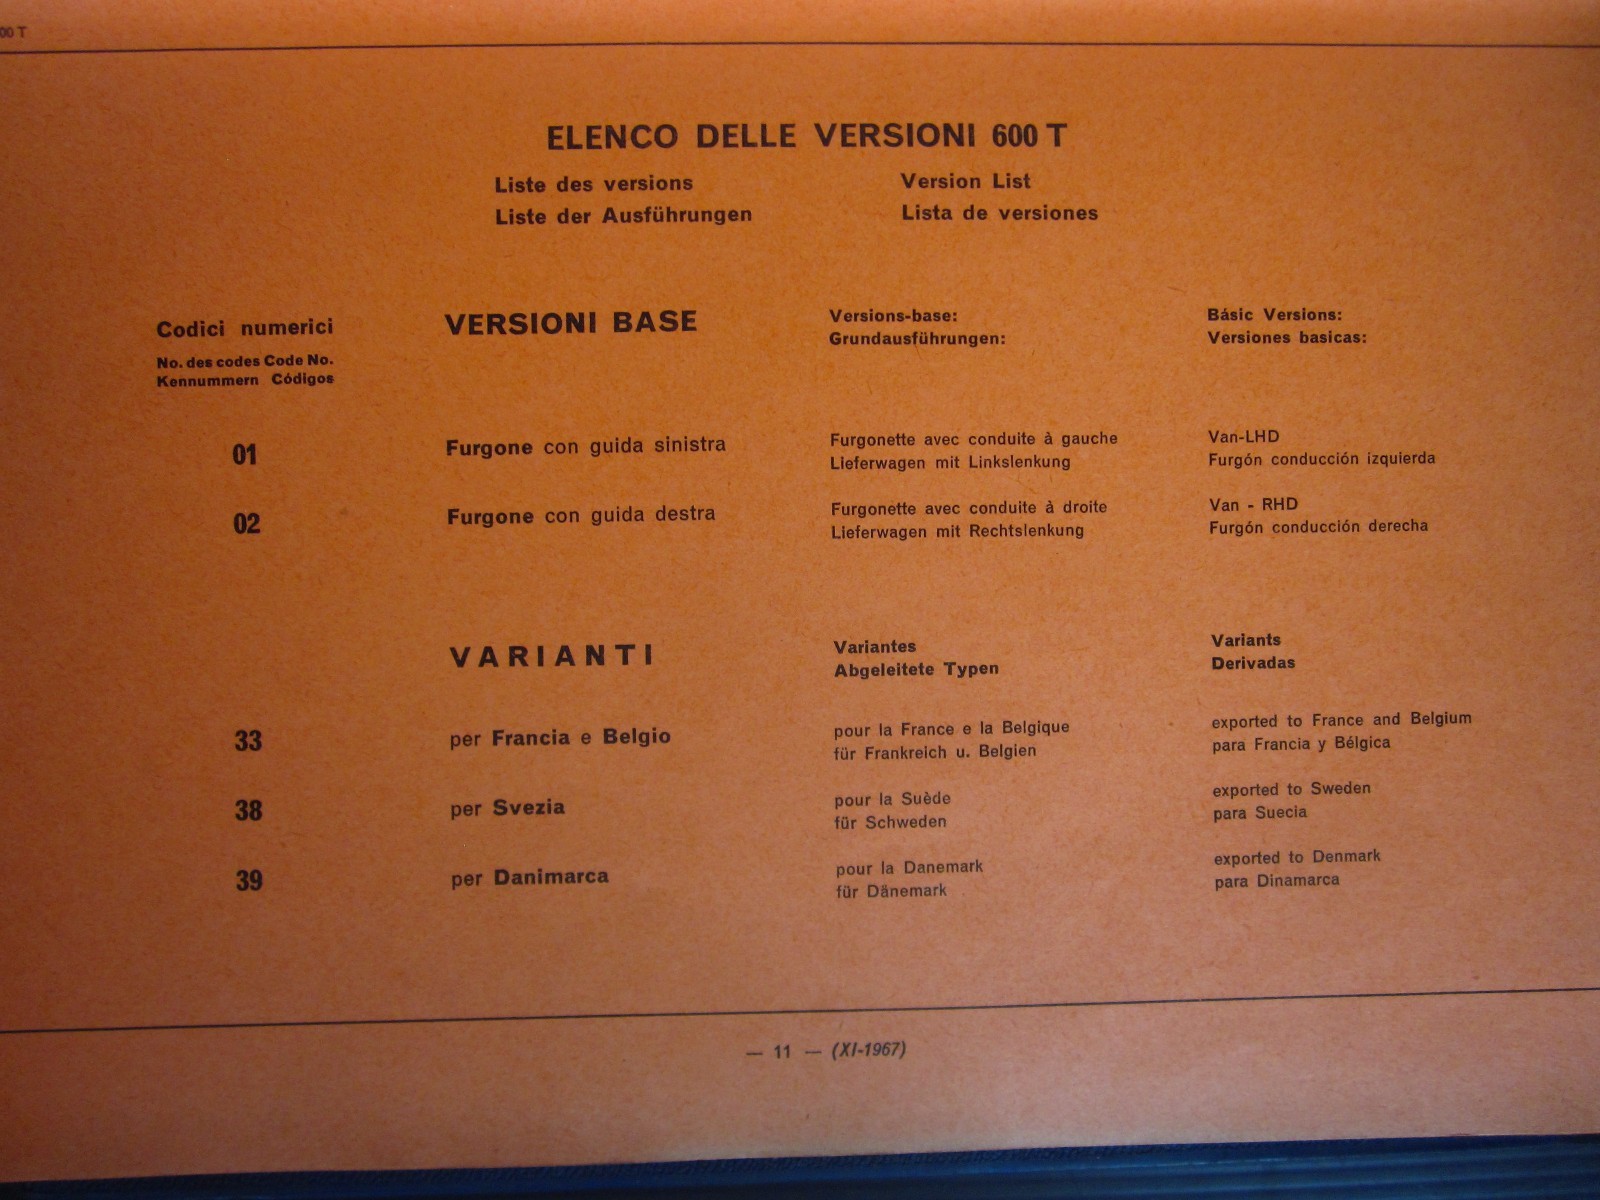 00 T
ELENCO DELLE VERSIONI 600 T
Liste des versions
Liste der Ausführungen
Version List
Lista de versiones
Codici numerici
No. des codes Code No.
Kennummern Códigos
VERSIONI BASE
Versions-base:
Grundausführungen:
Básic Versions:
Versiones basicas:
01
Furgone con guida sinistra
Furgonette avec conduite à gauche
Lieferwagen mit Linkslenkung
Van-LHD
Furgón conducción izquierda
02
Furgone con guida destra
Furgonette avec conduite à droite
Lieferwagen mit Rechtslenkung
Van - RHD
Furgón conducción derecha
VARIANTI
Variantes
Abgeleitete Typen
Variants
Derivadas
33
per Francia e Belgio
pour la France e la Belgique
für Frankreich u. Belgien
exported to France and Belgium
para Francia y Bélgica
38
per Svezia
pour la Suède
für Schweden
exported to Sweden
para Suecia
39
per Danimarca
pour la Danemark
für Dänemark
exported to Denmark
para Dinamarca
— 11 — (XI-1967)